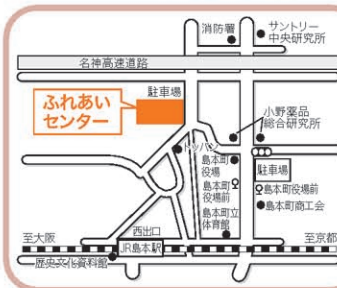 消防署
サントリー
中央研究所
名神高速道路
駐車場
ふれあい
センター
小野薬品
総合研究所
トッパン
島本町
役場
駐車場
島本町
役場前
島本町役場前
島本町商工会
島本町立
体育館
西出口
至大阪
至京都
JR島本駅
歴史文化資料館